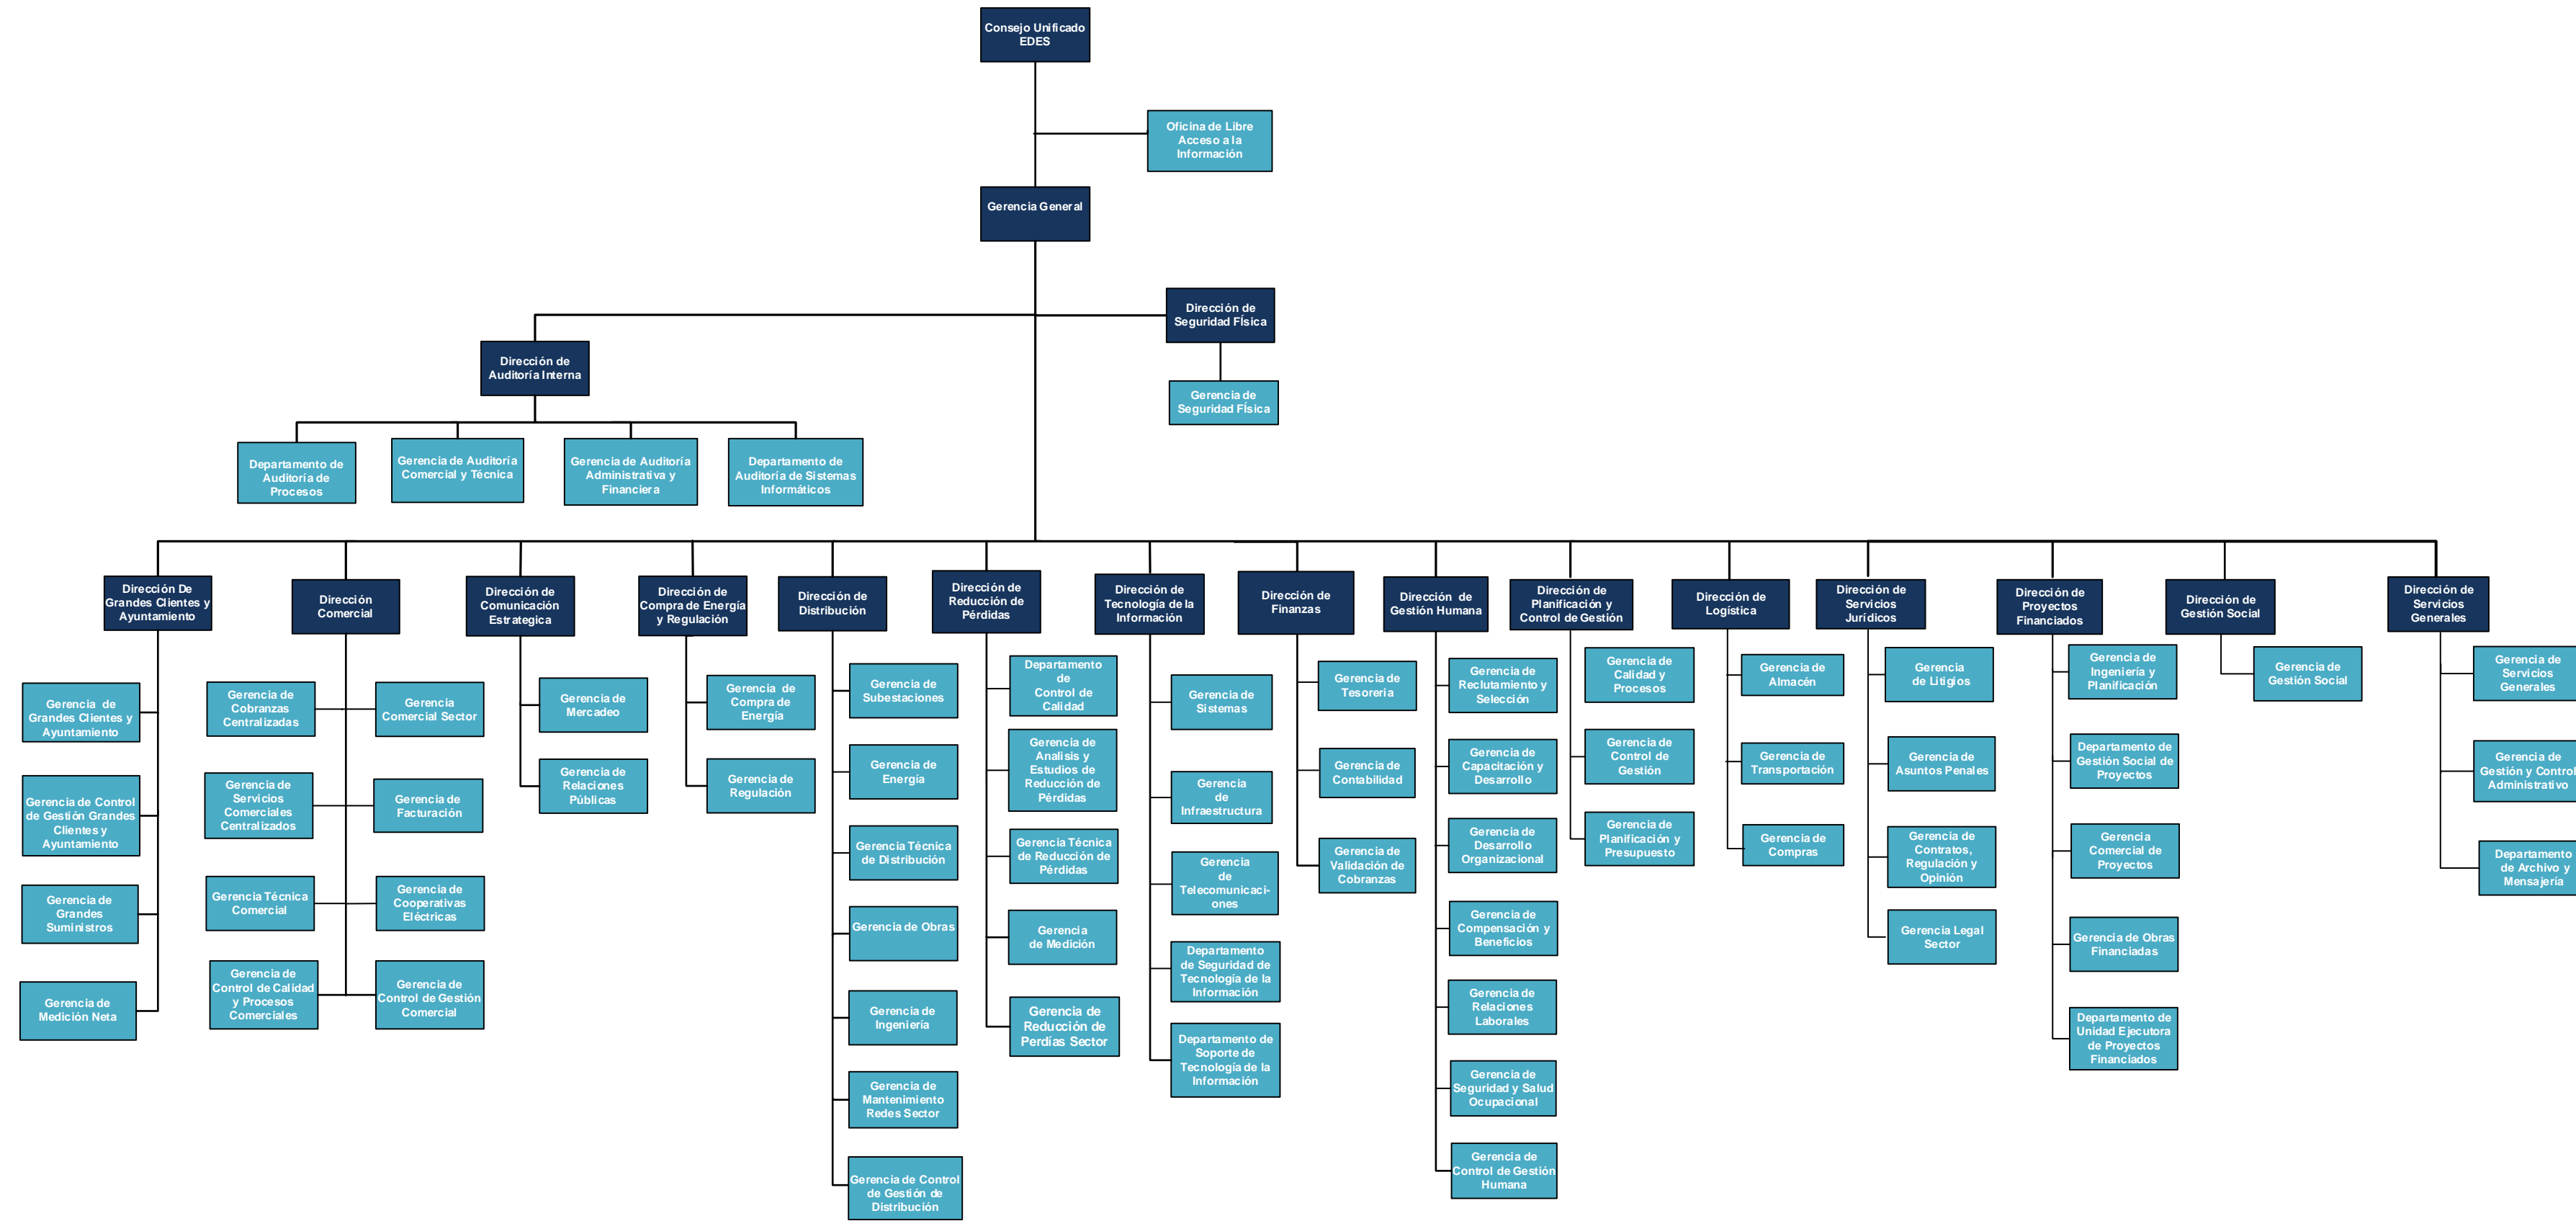 Consejo Unificado
EDES
Oficina de Libre
Acceso a la
Información
Gerencia General
Dirección de
Seguridad FÍsica
Gerencia de
Seguridad FÍsica
Dirección de
Auditoría Interna
Departamento de
Auditoría de
Procesos
Gerencia de Auditoría
Comercial y Técnica
Gerencia de Auditoría
Administrativa y
Financiera
Departamento de
Auditoría de Sistemas
Informáticos
Dirección De
Grandes Clientes y
Ayuntamiento
Gerencia de
Grandes Clientes y
Ayuntamiento
Gerencia de Control
de Gestión Grandes
Clientes y
Ayuntamiento
Gerencia de
Grandes
Suministros
Gerencia de
Medición Neta
Dirección
Comercial
Gerencia de
Cobranzas
Centralizadas
Gerencia
Comercial Sector
Gerencia de
Servicios
Comerciales
Centralizados
Gerencia de
Facturación
Gerencia Técnica
Comercial
Gerencia de
Cooperativas
Eléctricas
Gerencia de
Control de Calidad
y Procesos
Comerciales
Gerencia de
Control de Gestión
Comercial
Dirección de
Comunicación
Estrategica
Gerencia de
Mercadeo
Gerencia de
Relaciones
Públicas
Dirección de
Compra de Energía
y Regulación
Gerencia de
Compra de
Energía
Gerencia de
Regulación
Dirección de
Distribución
Gerencia de
Subestaciones
Gerencia de
Energía
Gerencia Técnica
de Distribución
Gerencia de Obras
Gerencia de
Ingeniería
Gerencia de
Mantenimiento
Redes Sector
Gerencia de Control
de Gestión de
Distribución
Dirección de
Reducción de
Pérdidas
Departamento
de
Control de
Calidad
Gerencia de
Analisis y
Estudios de
Reducción de
Pérdidas
Gerencia Técnica
de Reducción de
Pérdidas
Gerencia
de Medición
Gerencia de
Reducción de
Perdías Sector
Dirección de
Tecnología de la
Información
Gerencia de
Sistemas
Gerencia
de
Infraestructura
Gerencia
de
Telecomunicaci-
ones
Departamento
de Seguridad de
Tecnología de la
Información
Departamento de
Soporte de
Tecnología de la
Información
Dirección de
Finanzas
Gerencia de
Tesoreria
Gerencia de
Contabilidad
Gerencia de
Validación de
Cobranzas
Dirección de
Gestión Humana
Gerencia de
Reclutamiento y
Selección
Gerencia de
Capacitación y
Desarrollo
Gerencia de
Desarrollo
Organizacional
Gerencia de
Compensación y
Beneficios
Gerencia de
Relaciones
Laborales
Gerencia de
Seguridad y Salud
Ocupacional
Gerencia de
Control de Gestión
Humana
Dirección de
Planificación y
Control de Gestión
Gerencia de
Calidad y
Procesos
Gerencia de
Control de
Gestión
Gerencia de
Planificación y
Presupuesto
Dirección de
Logística
Gerencia de
Almacén
Gerencia de
Transportación
Gerencia de
Compras
Dirección de
Servicios
Jurídicos
Gerencia
de Litigios
Gerencia de
Asuntos Penales
Gerencia de
Contratos,
Regulación y
Opinión
Gerencia Legal
Sector
Dirección de
Proyectos
Financiados
Gerencia de
Ingeniería y
Planificación
Departamento de
Gestión Social de
Proyectos
Gerencia
Comercial de
Proyectos
Gerencia de Obras
Financiadas
Departamento de
Unidad Ejecutora
de Proyectos
Financiados
Dirección de
Gestión Social
Gerencia de
Gestión Social
Dirección de
Servicios
Generales
Gerencia de
Servicios
Generales
Gerencia de
Gestión y Control
Administrativo
Departamento
de Archivo y
Mensajería